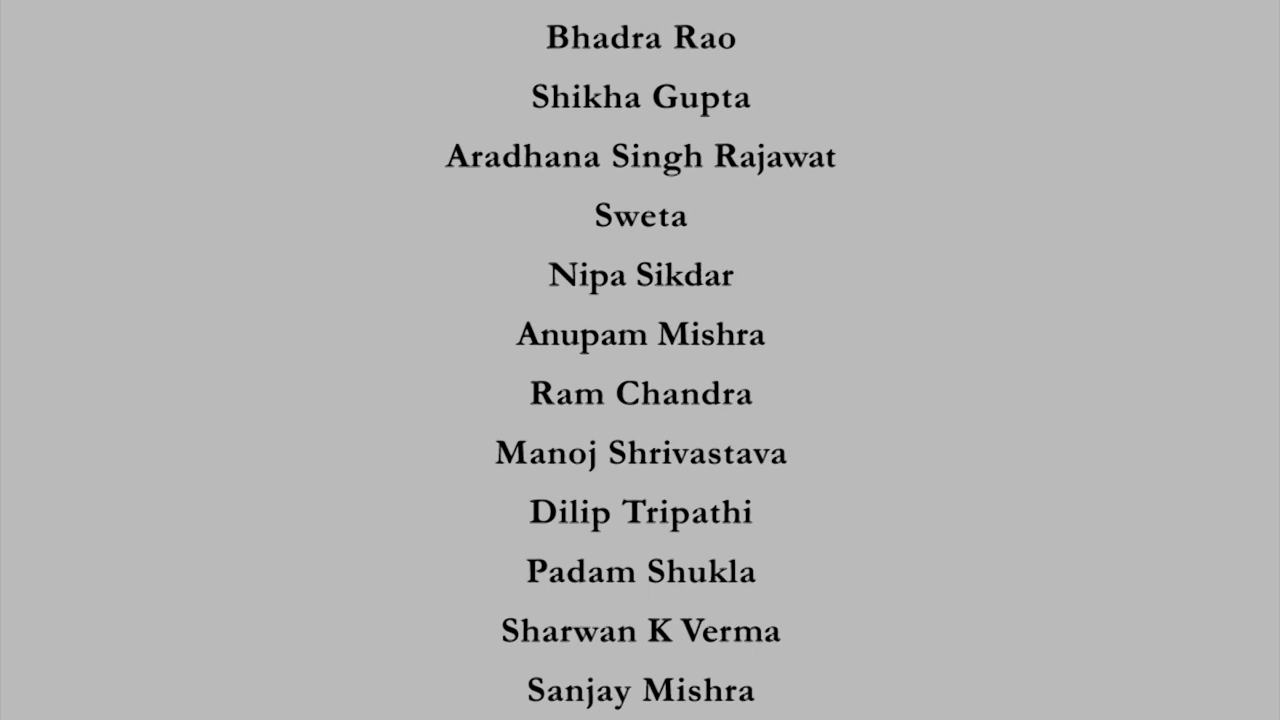 Bhadra Rao
Shikha Gupta
Aradhana Singh Rajawat
Sweta
Nipa Sikdar
Anupam Mishra
Ram Chandra
Manoj Shrivastava
Dilip Tripathi
Padam Shukla
Sharwan K Verma
Sanjay Mishra